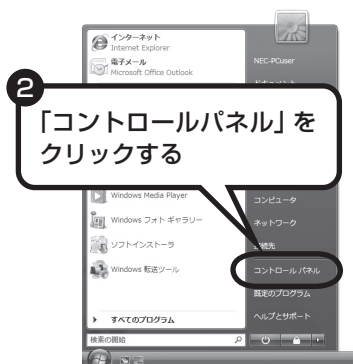 インターネット
Internet Explorer
電子メール
Microsoft Office Outlook
NEC-PCuser
2
「コントロールパネル」を
クリックする
Windows Media Player
コンピュータ
Windows フォト ギャラリー
ネットワーク
ソフトインストーラ
接続先
Windows 転送ツール
コントロール パネル
既定のプログラム
すべてのプログラム
ヘルプとサポート
検索の開始